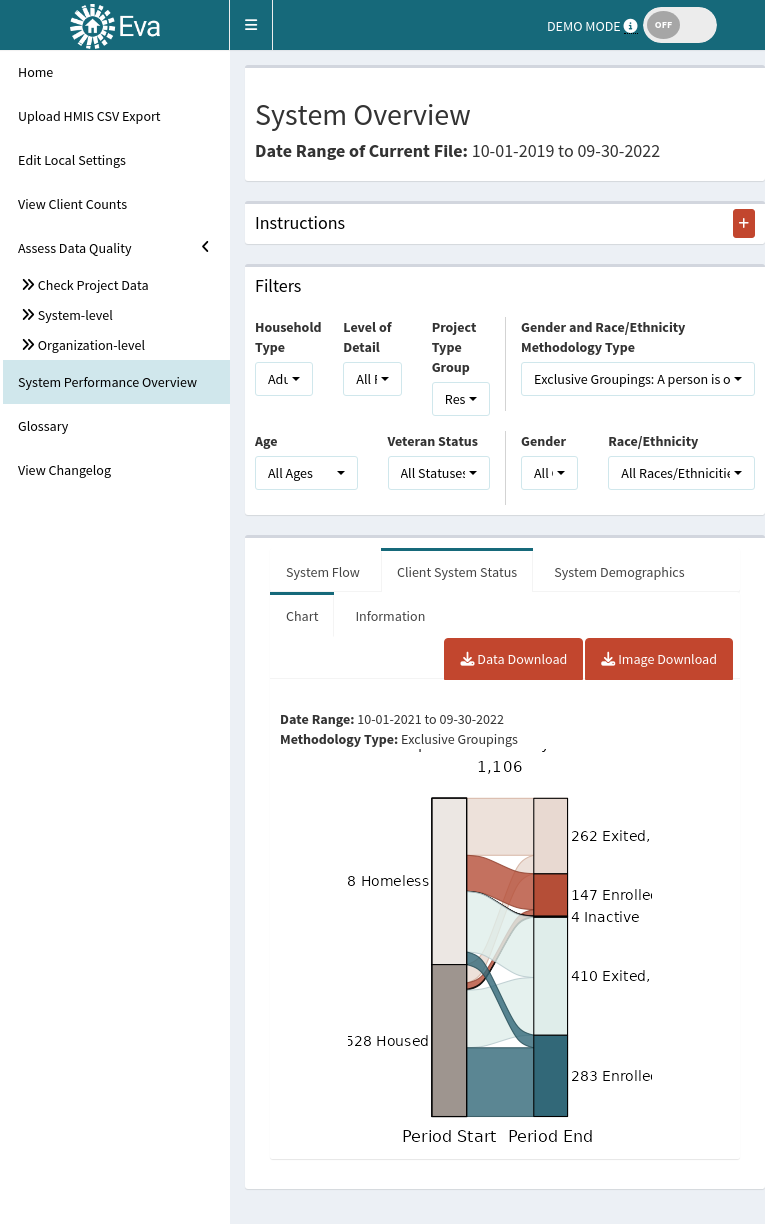 Eva
DEMO MODE
OFF
Home
Upload HMIS CSV Export
Edit Local Settings
View Client Counts
Assess Data Quality
Check Project Data
System-level
Organization-level
System Performance Overview
Glossary
View Changelog
System Overview
Date Range of Current File: 10-01-2019 to 09-30-2022
Instructions
Filters
Household Type
Level of Detail
Project Type Group
Gender and Race/Ethnicity Methodology Type
All
Res
Exclusive Groupings: A person is o
Age
Veteran Status
Gender
Race/Ethnicity
All Ages
All Statuses
All
All Races/Ethnicitie
System Flow
Client System Status
System Demographics
Chart
Information
Data Download
Image Download
Date Range: 10-01-2021 to 09-30-2022
Methodology Type: Exclusive Groupings
1,106
262 Exited,
8 Homeless
147 Enrolle
4 Inactive
410 Exited,
528 Housed
283 Enrolle
Period Start
Period End